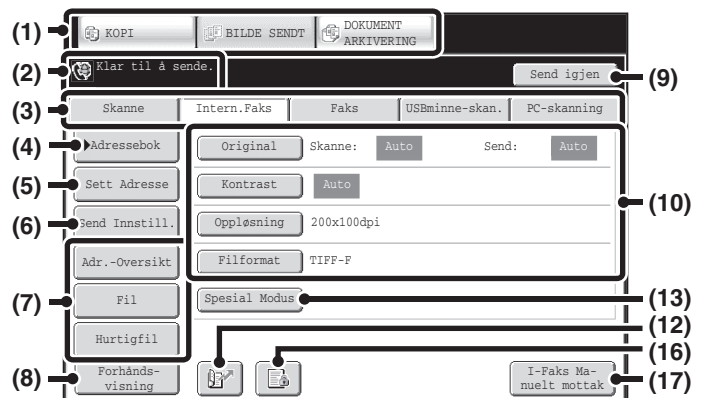 (1) KOPI BILDE SENDT DOKUMENT
ARKIVERING
(2) Klar til å sende.
Send igjen (9)
(3) Skanne Intern.Faks Faks USBminne-skan. PC-skanning
(4) Adressebok Original Skanne: Auto Send: Auto
(5) Sett Adresse Kontrast Auto
(10)
(6) Send Innstill. Oppløsning 200x100dpi
Adr.-Oversikt Filformat TIFF-F
(7) Fil Spesial Modus (13)
Hurtigfil
(12)
(16)
(8) Forhånds-
visning
I-Faks Ma-
nuelt mottak (17)